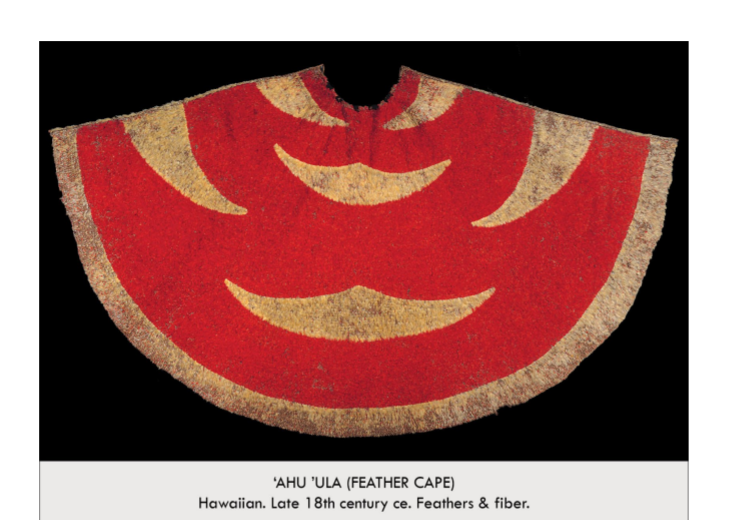 ‘AHU ’ULA (FEATHER CAPE)
Hawaiian. Late 18th century ce. Feathers & fiber.